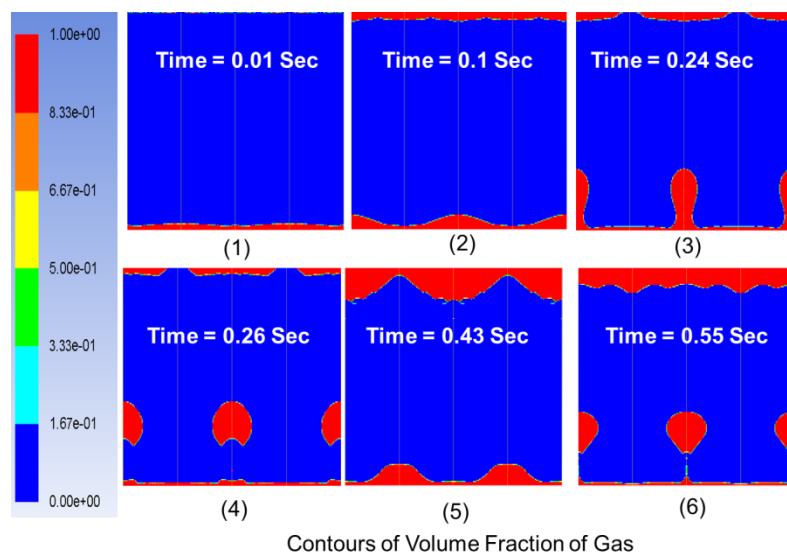 1.00e+00
8.33e-01
6.67e-01
5.00e-01
3.33e-01
1.67e-01
0.00e+00
Time = 0.01 Sec
Time = 0.1 Sec
Time = 0.24 Sec
(1)
(2)
(3)
Time = 0.26 Sec
Time = 0.43 Sec
Time = 0.55 Sec
(4)
(5)
(6)
Contours of Volume Fraction of Gas